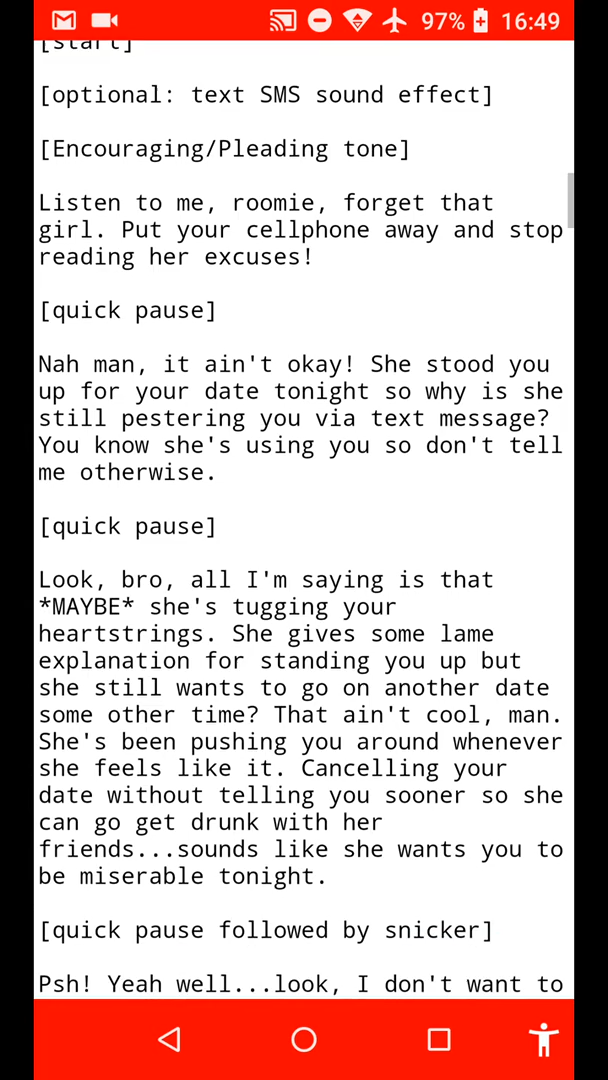 97% 16:49
[start]
[optional: text SMS sound effect]
[Encouraging/Pleading tone]
Listen to me, roomie, forget that
girl. Put your cellphone away and stop
reading her excuses!
[quick pause]
Nah man, it ain't okay! She stood you
up for your date tonight so why is she
still pestering you via text message?
You know she's using you so don't tell
me otherwise.
[quick pause]
Look, bro, all I'm saying is that
*MAYBE* she's tugging your
heartstrings. She gives some lame
explanation for standing you up but
she still wants to go on another date
some other time? That ain't cool, man.
She's been pushing you around whenever
she feels like it. Cancelling your
date without telling you sooner so she
can go get drunk with her
friends...sounds like she wants you to
be miserable tonight.
[quick pause followed by snicker]
Psh! Yeah well...look, I don't want to